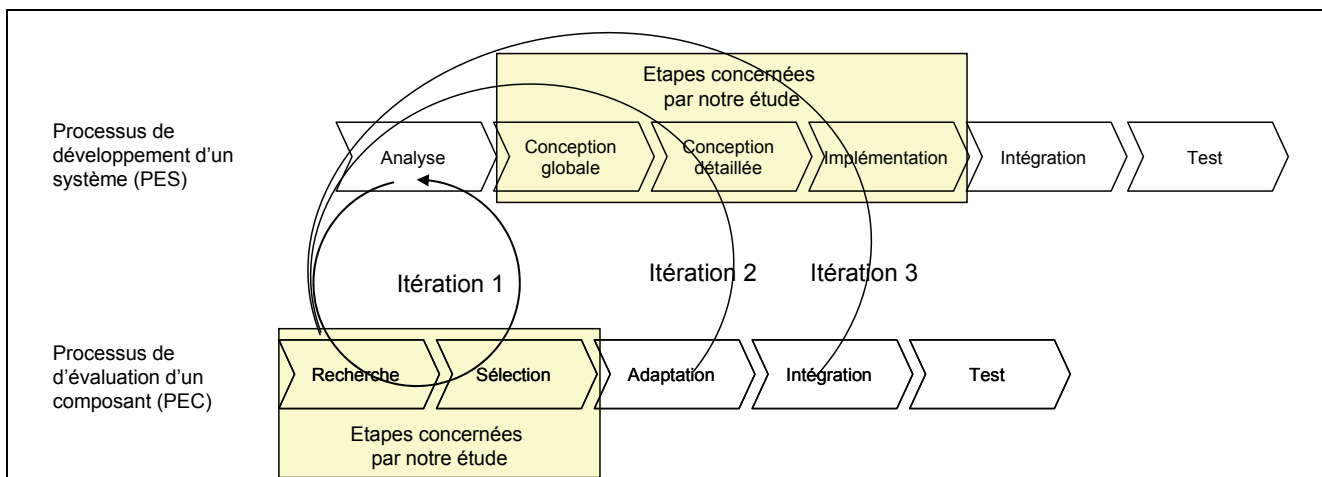 Etapes concernées
par notre étude
Processus de
développement d'un
système (PES)
Analyse
Conception
globale
Conception
détaillée
Implémentation
Intégration
Test
Itération 1
Itération 2
Itération 3
Processus de
d'évaluation d'un
composant (PEC)
Recherche
Sélection
Adaptation
Intégration
Test
Etapes concernées
par notre étude